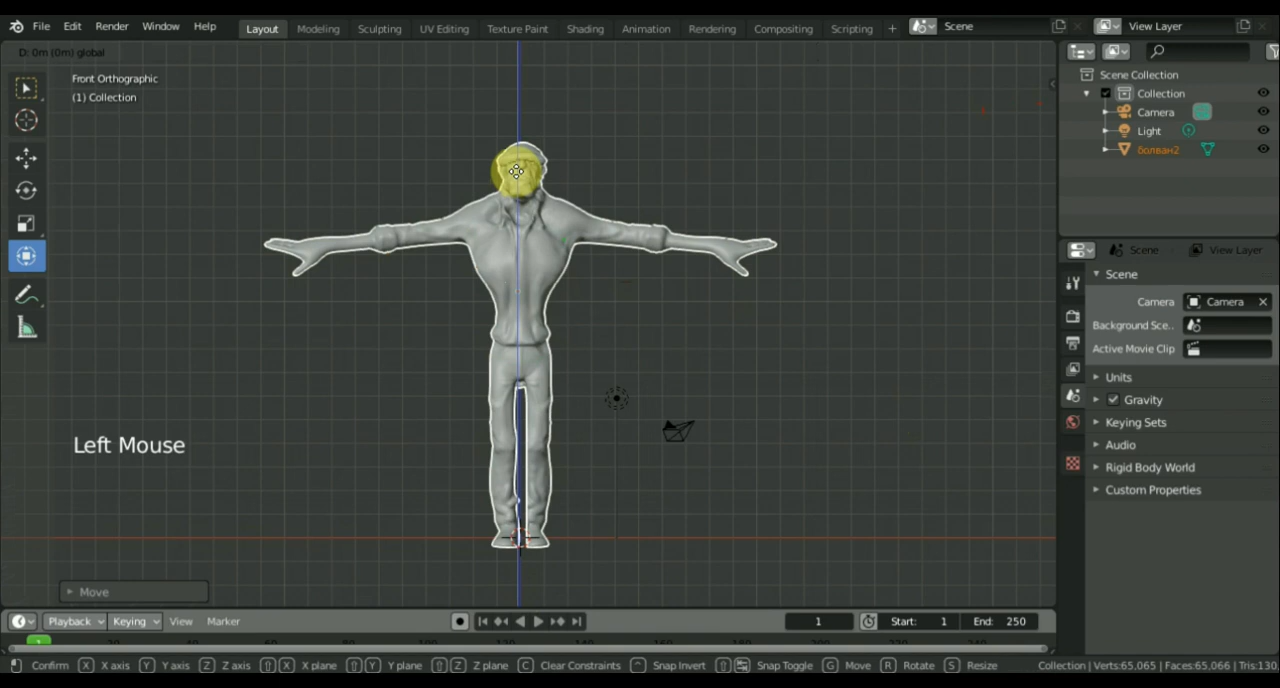 File Edit Render Window Help Layout Modeling Sculpting UV Editing Texture Paint Shading Animation Rendering Compositing Scripting + Scene View Layer
D: 0m (0m) global
Front Orthographic
(1) Collection
Scene Collection
Collection
Camera
Light
болван2
Scene View Layer
Scene
Camera Camera
Background Sce..
Active Movie Clip
Units
Gravity
Keying Sets
Audio
Rigid Body World
Custom Properties
Left Mouse
Move
Playback Keying View Marker 1 Start: 1 End: 250
1
Confirm X X axis Y Y axis Z Z axis X X plane Y Y plane Z Z plane C Clear Constraints Snap Invert Snap Toggle G Move R Rotate S Resize Collection | Verts:65,065 | Faces:65,066 | Tris:130,